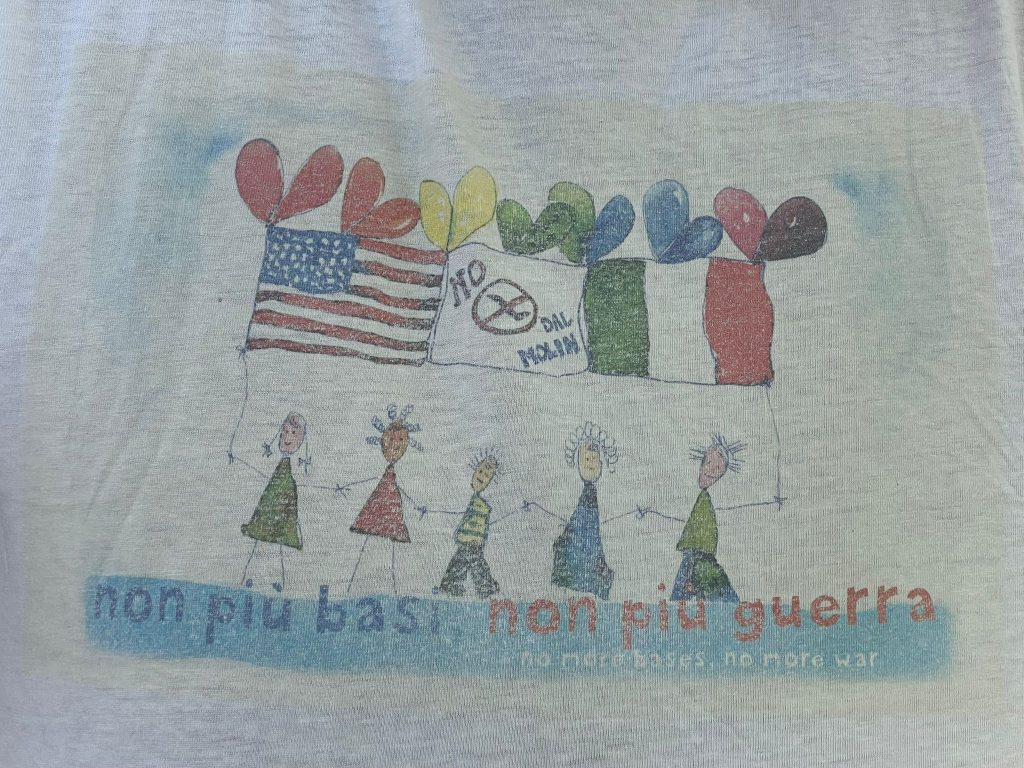 NO
DAL
MOLIN
non più basi non più guerra
no more bases, no more war